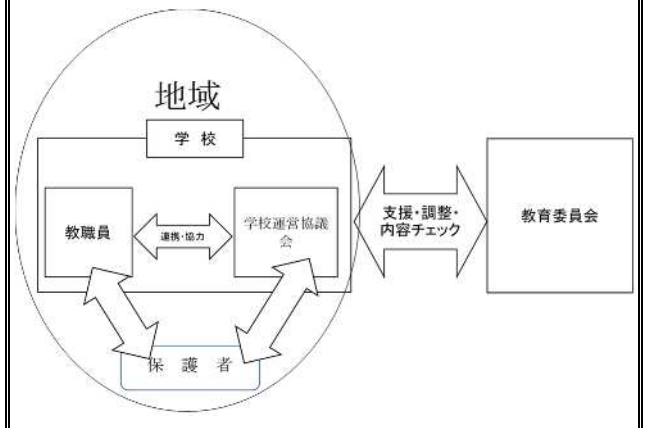 地域
学 校
教職員
連携・協力
学校運営協議
会
支援・調整・
内容チェック
教育委員会
保 護 者